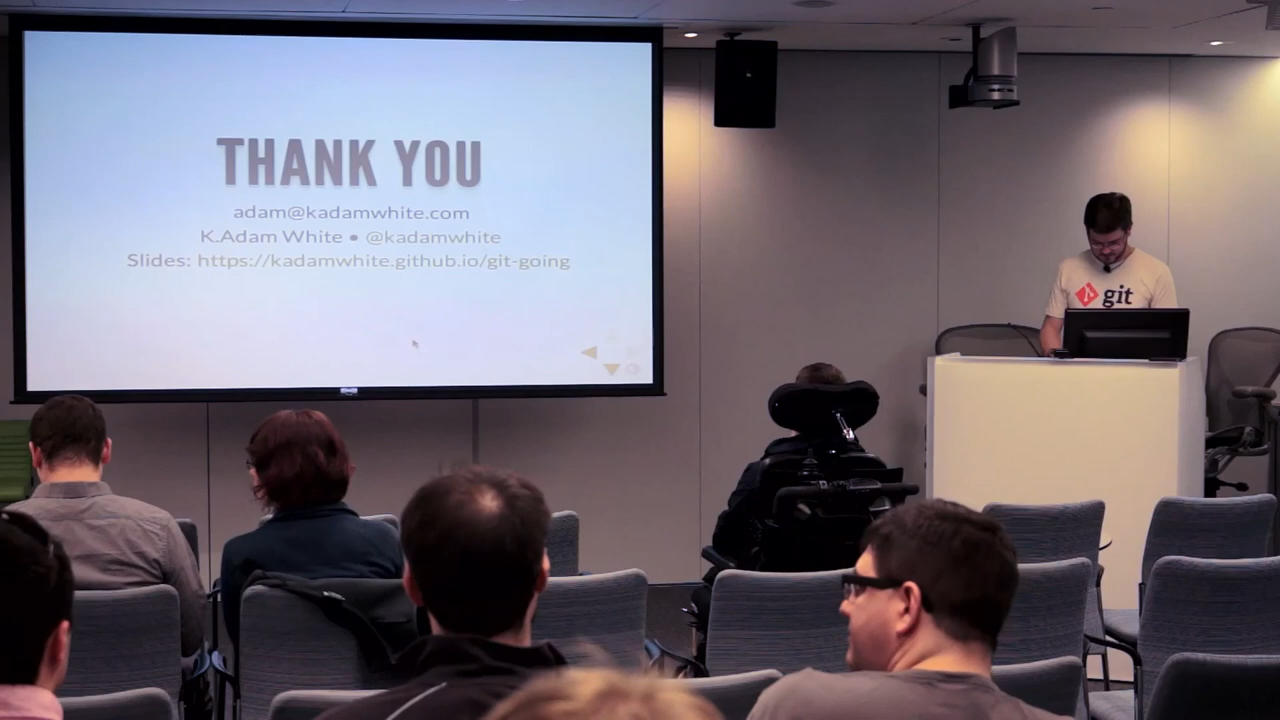 THANK YOU
adam@kadamwhite.com
K.Adam White • @kadamwhite
Slides: https://kadamwhite.github.io/git-going
git